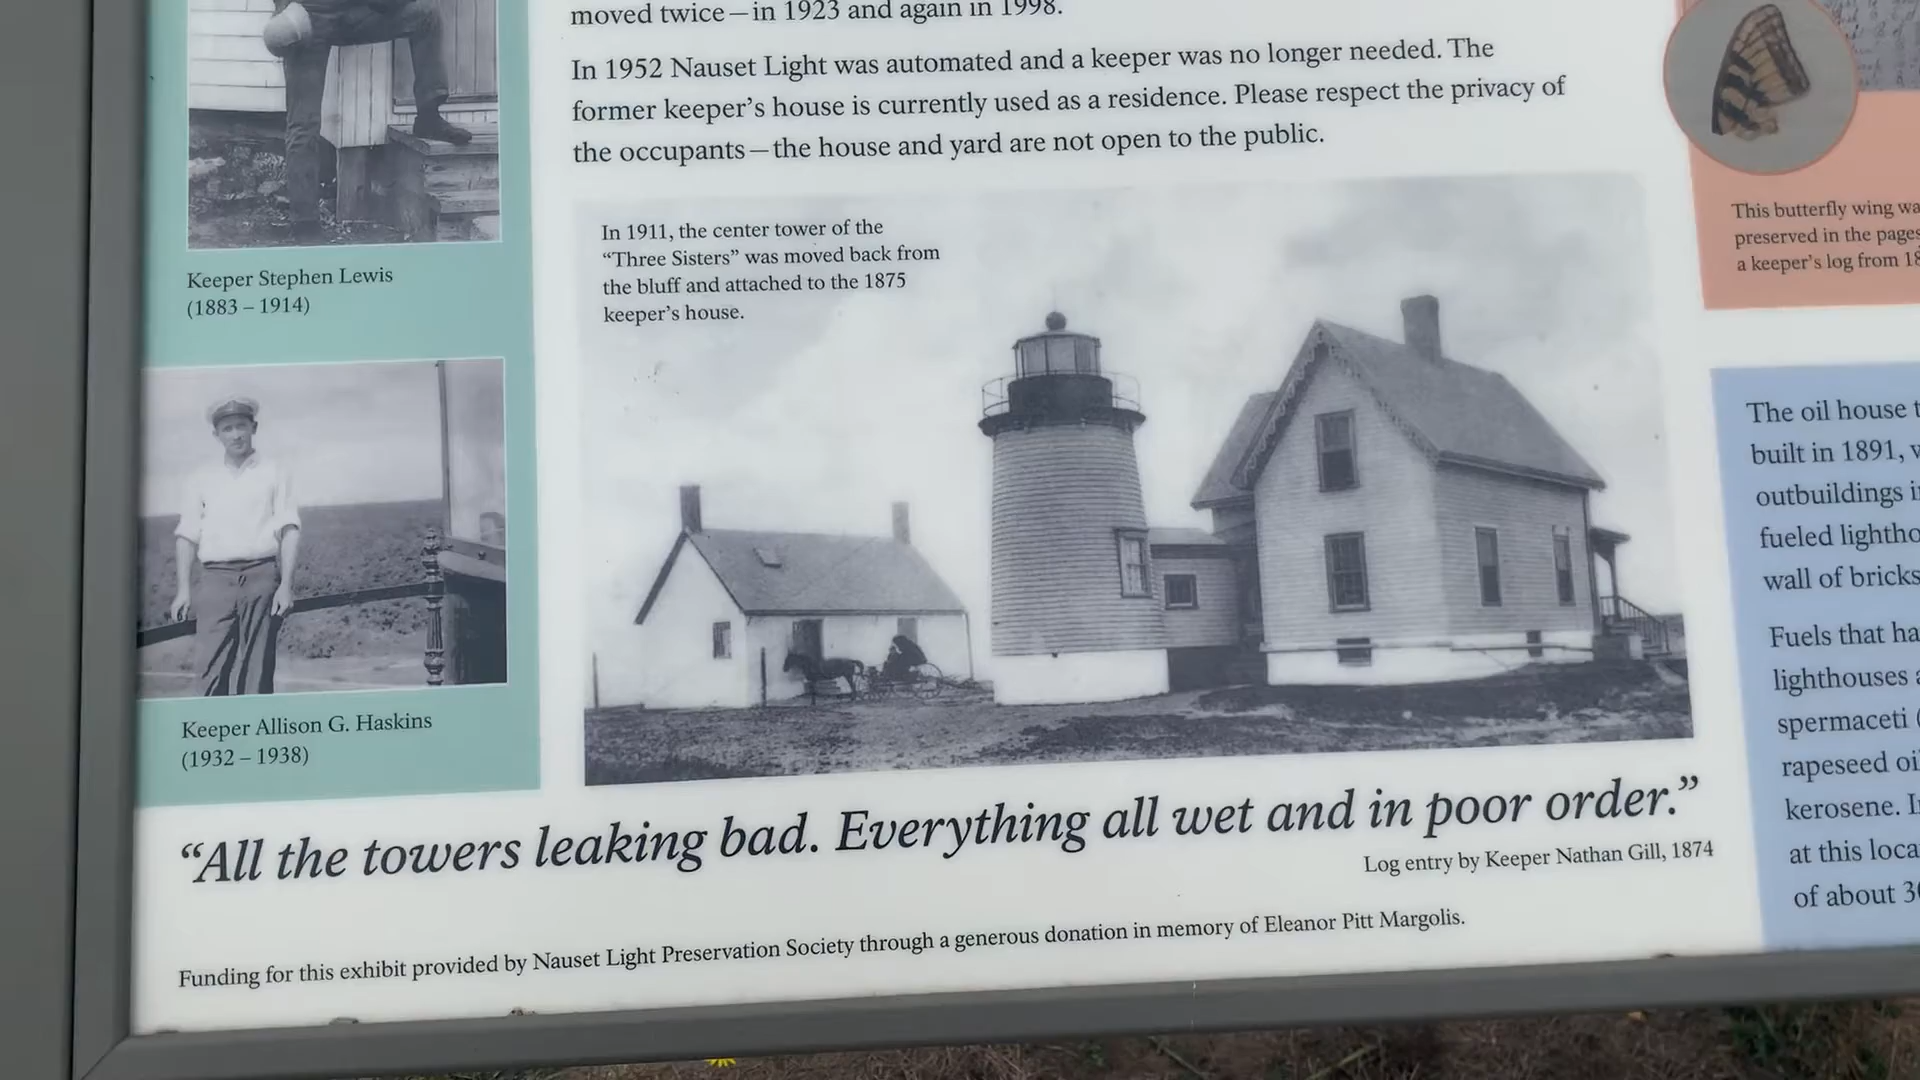 moved twice—in 1923 and again in 1998.
In 1952 Nauset Light was automated and a keeper was no longer needed. The
former keeper's house is currently used as a residence. Please respect the privacy of
the occupants—the house and yard are not open to the public.
In 1911, the center tower of the
“Three Sisters” was moved back from
the bluff and attached to the 1875
keeper's house.
Keeper Stephen Lewis
(1883 – 1914)
Keeper Allison G. Haskins
(1932 – 1938)
“All the towers leaking bad. Everything all wet and in poor order.”
Log entry by Keeper Nathan Gill, 1874
Funding for this exhibit provided by Nauset Light Preservation Society through a generous donation in memory of Eleanor Pitt Margolis.
This butterfly wing
preserved in the pages
a keeper's log from
The oil house
built in 1891,
outbuildings
fueled
wall of bricks
Fuels that
lighthouses
spermaceti (
rapeseed
kerosene.
at this
of about